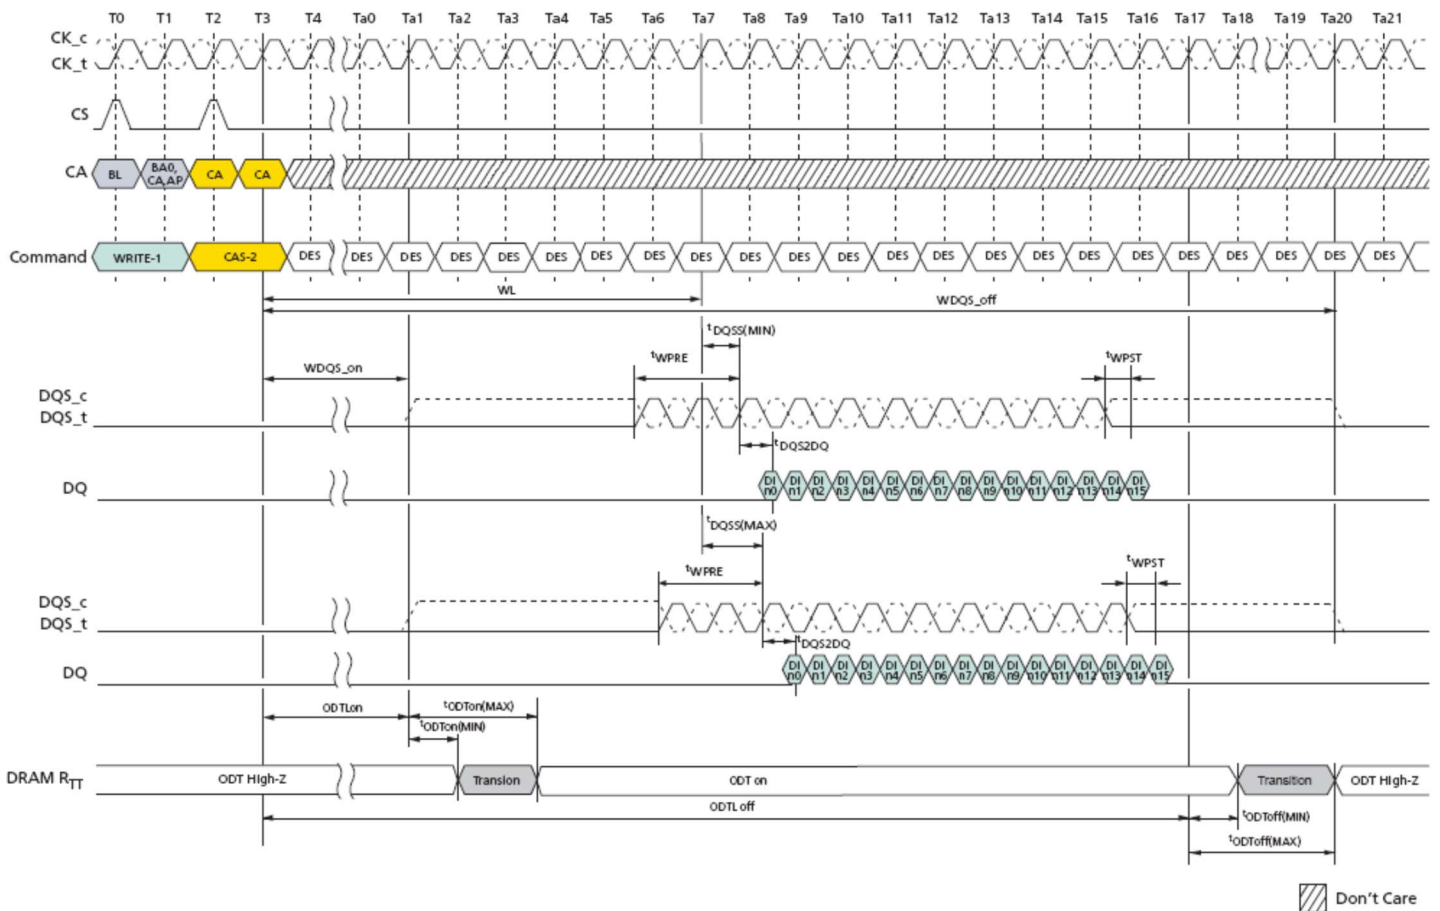 T0 T1 T2 T3 T4 Ta0 Ta1 Ta2 Ta3 Ta4 Ta5 Ta6 Ta7 Ta8 Ta9 Ta10 Ta11 Ta12 Ta13 Ta14 Ta15 Ta16 Ta17 Ta18 Ta19 Ta20 Ta21
CK_c
CK_t
CS
CA BL BA0, CA CA
CA,AP
Command WRITE-1 CAS-2 DES DES DES DES DES DES DES DES DES DES DES DES DES DES DES DES DES DES DES DES DES DES DES
WL
WDQS_off
tDQSS(MIN)
tWPRE tWPST
WDQS_on
DQS_c
DQS_t
tDQS2DQ
DQ DI DI DI DI DI DI DI DI DI DI DI DI DI DI DI DI
n0 n1 n2 n3 n4 n5 n6 n7 n8 n9 n10 n11 n12 n13 n14 n15
tDQSS(MAX)
tWPRE tWPST
DQS_c
DQS_t
tDQS2DQ
DQ DI DI DI DI DI DI DI DI DI DI DI DI DI DI DI DI
n0 n1 n2 n3 n4 n5 n6 n7 n8 n9 n10 n11 n12 n13 n14 n15
ODTLon tODTon(MAX)
tODTon(MIN)
DRAM RTT ODT High-Z Transion ODT on Transition ODT High-Z
ODTL off
tODToff(MIN)
tODToff(MAX)
Don't Care